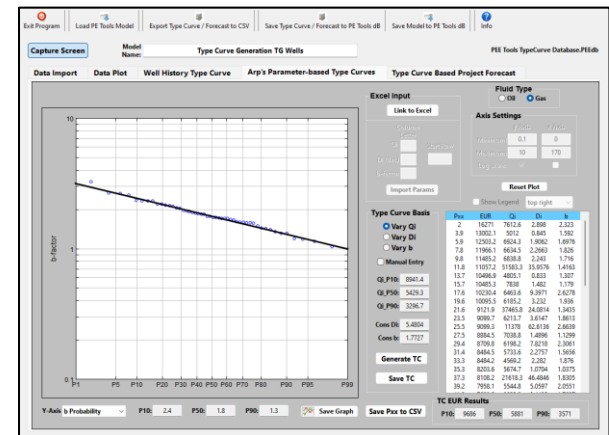 Exit Program
Load PE Tools Model
Export Type Curve / Forecast to CSV
Save Type Curve / Forecast to PE Tools dB
Save Model to PE Tools dB
Info
Capture Screen
Model Name:
Type Curve Generation TG Wells
PEE Tools TypeCurve Database.PEEdb
Data Import
Data Plot
Well History Type Curve
Arp's Parameter-based Type Curves
Type Curve Based Project Forecast
Excel Input
Link to Excel
Import Params
Fluid Type
Oil
Gas
Axis Settings
0.1 0
10 170
Reset Plot
Show Legend top right
Type Curve Basis
Vary Qi
Vary Di
Manual Entry
Qi_P10: 8941.4
Qi_P50: 5429.3
Qi_P90: 3296.7
Cons Di: 5.4804
Cons b: 1.7727
Generate TC
Save TC
Pxx EUR Qi Di b
2 16271 7612.6 2.898 2.323
3.9 13002.1 5012 0.845 1.592
5.9 12503.2 6924.3 1.9062 1.6976
7.8 11966.1 6634.5 2.2663 1.826
9.8 11485.2 6838.8 2.243 1.716
11.8 11057.2 51583.3 35.9576 1.4163
13.7 10496.9 4805.1 0.833 1.307
15.7 10485.3 7838 1.482 1.179
17.6 10230.4 6463.6 9.3971 2.6278
19.6 10095.5 6185.2 3.232 1.936
21.6 9121.9 37465.8 24.0814 1.3435
23.5 9099.7 6213.7 3.6147 1.8613
25.5 9099.3 11378 62.6136 2.6639
27.5 8884.5 7038.8 1.4896 1.1299
29.4 8709.8 6198.2 7.0218 2.3061
31.4 8484.5 5733.6 2.2757 1.5656
33.3 8484.2 4569.2 2.282 1.876
35.3 8203.6 5674.7 1.0704 1.0375
37.3 8108.2 21618.3 46.4846 1.8305
39.2 7958.1 5544.8 5.0597 2.0551
b-factor
10
1
0.1
P1 P5 P10 P20 P30 P40 P50 P60 P70 P80 P90 P95 P99
Y-Axis b Probability
P10: 2.4
P50: 1.8
P90: 1.3
Save Graph
Save Pxx to CSV
TC EUR Results
P10: 9686 P50: 5881 P90: 3571